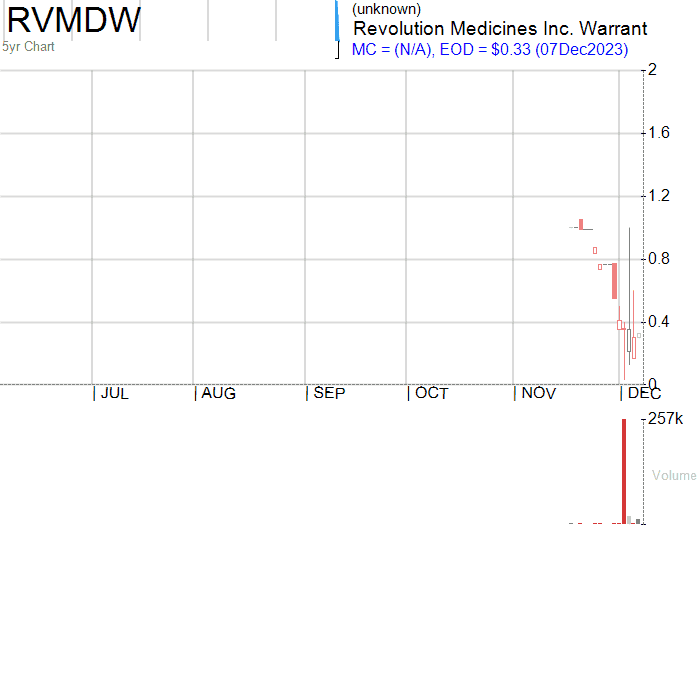 RVMDW
5yr Chart
(unknown)
Revolution Medicines Inc. Warrant
MC = (N/A), EOD = $0.33 (07Dec2023)
2
1.6
1.2
0.8
0.4
0
JUL AUG SEP OCT NOV DEC
257k
Volume